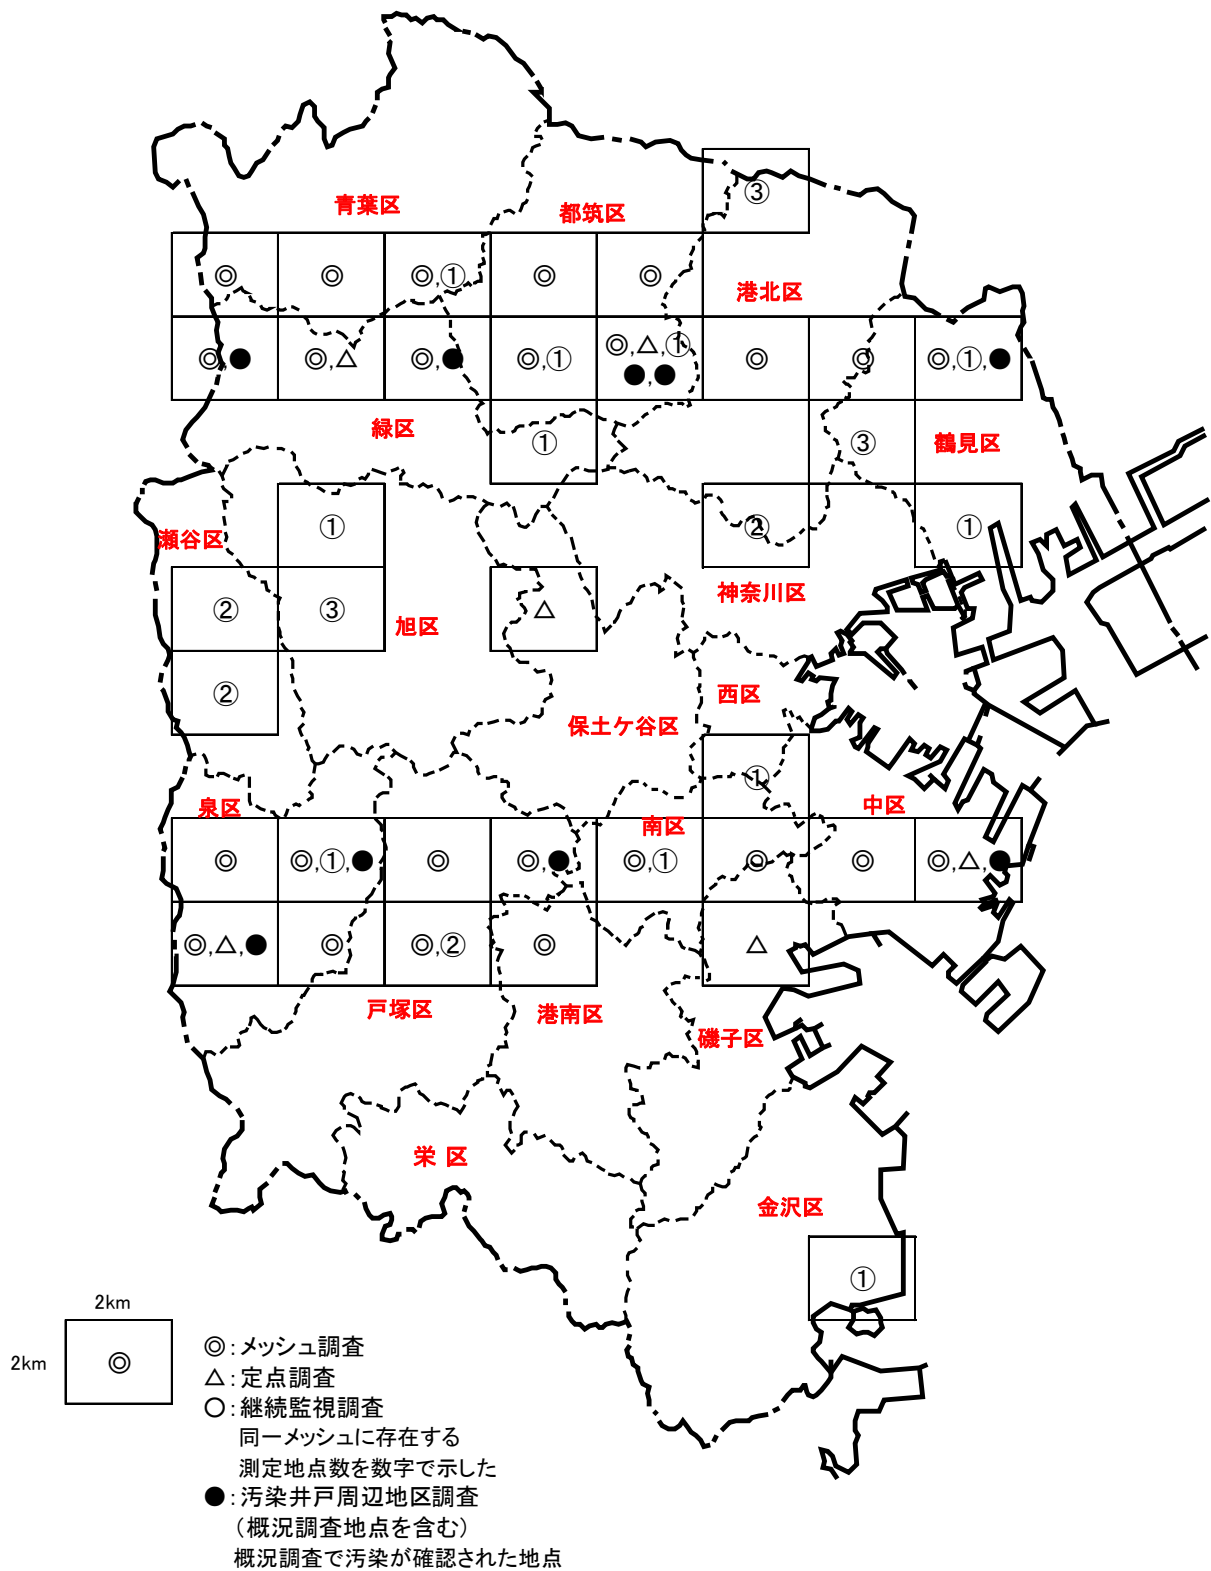 ③
青葉区
都筑区
◎
◎
◎,①
◎
◎
港北区
◎,●
◎,△
◎,●
◎,①
◎,△,①
●,●
◎
◎
◎,①,●
緑区
①
③
鶴見区
瀬谷区
①
②
①
②
③
旭区
△
神奈川区
②
西区
保土ケ谷区
①
泉区
南区
中区
◎
◎,①,●
◎
◎,●
◎,①
◎
◎
◎,△,●
◎,△,●
◎
◎,②
◎
△
戸塚区
港南区
磯子区
栄 区
金沢区
①
2km
2km
◎
◎:メッシュ調査
△:定点調査
○:継続監視調査
同一メッシュに存在する
測定地点数を数字で示した
●:汚染井戸周辺地区調査
(概況調査地点を含む)
概況調査で汚染が確認された地点